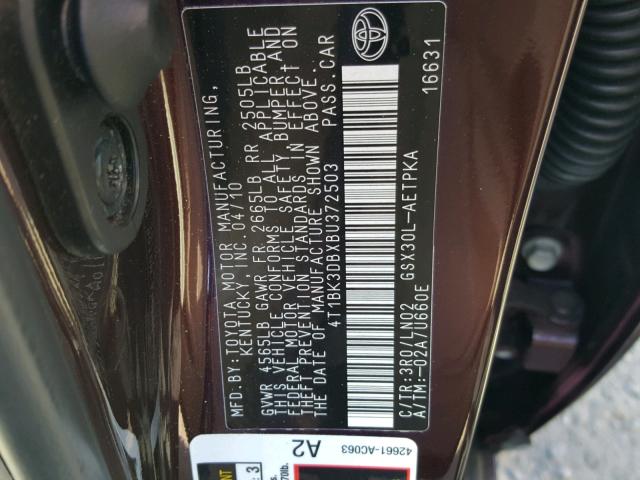 MFD.BY:TOYOTA MOTOR MANUFACTURING,
KENTUCKY, INC. 04/10
GVWR 4565LB GAWR FR 2665LB RR 2505LB
THIS VEHICLE CONFORMS TO ALL APPLICABLE
FEDERAL MOTOR VEHICLE SAFETY, BUMPER AND
THEFT PREVENTION STANDARDS IN EFFECT ON
THE DATE OF MANUFACTURE SHOWN ABOVE.
4T1BK3DBXBU372503 PASS.CAR
C/TR:3R0/LN02 GSX30L-AETPKA 16631
A/TM:-02A/U660E
42661-AC063
A2